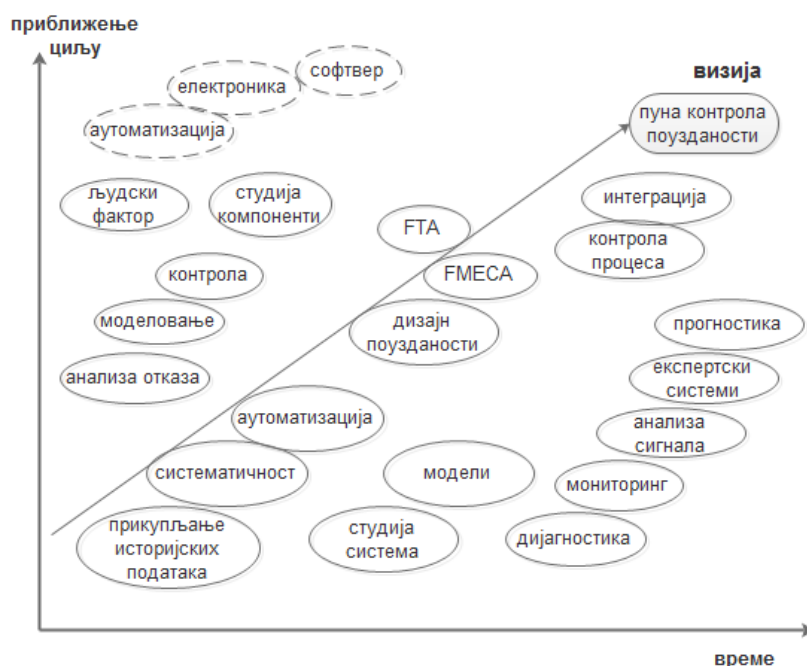 приближење
циљу
софтвер
електроника
аутоматизација
визија
пуна контрола
поузданости
људски
фактор
студија
компоненти
FTA
интеграција
контрола
процеса
контрола
FMECA
моделовање
дизајн
поузданости
прогностика
анализа отказа
експертски
системи
аутоматизација
анализа
сигнала
систематичност
модели
мониторинг
прикупљање
историјских
података
студија
система
дијагностика
време